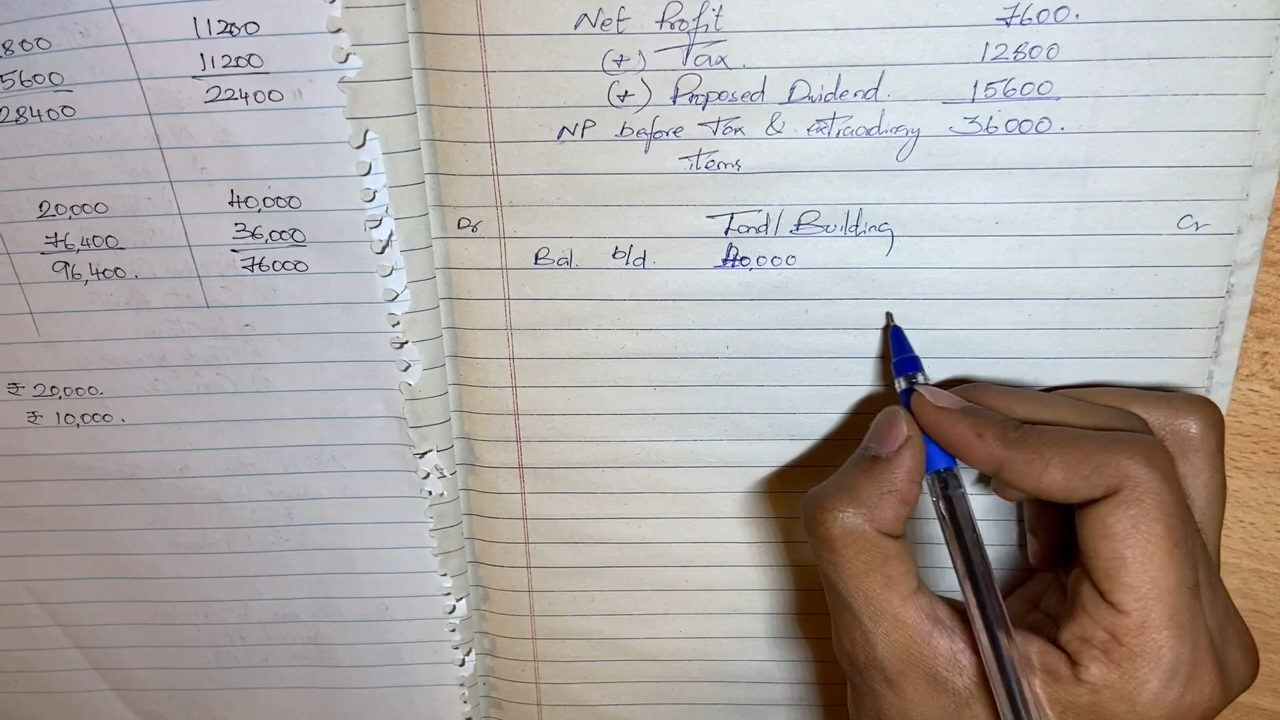 800 11200
5600 11200
28400 22400
20,000 40,000
76,400 36,000
96,400. 76000
₹ 20,000.
₹ 10,000.
Net Profit 7600.
(+) Tax. 12800
(+) Proposed Dividend. 15600
NP before Tax & extraordinary 36000.
items
Dr Land/Building Cr
Bal. b/d. 40,000